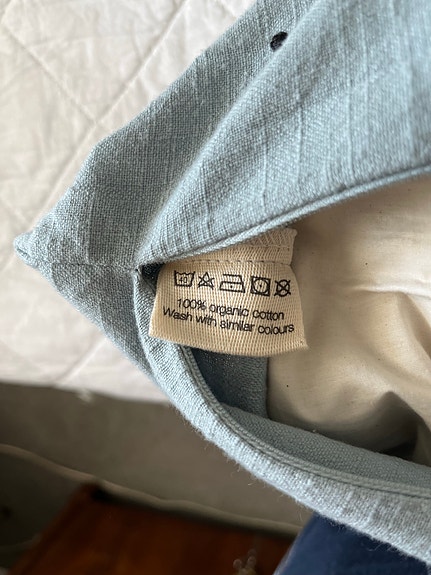 100% organic cotton
Wash with similar colours